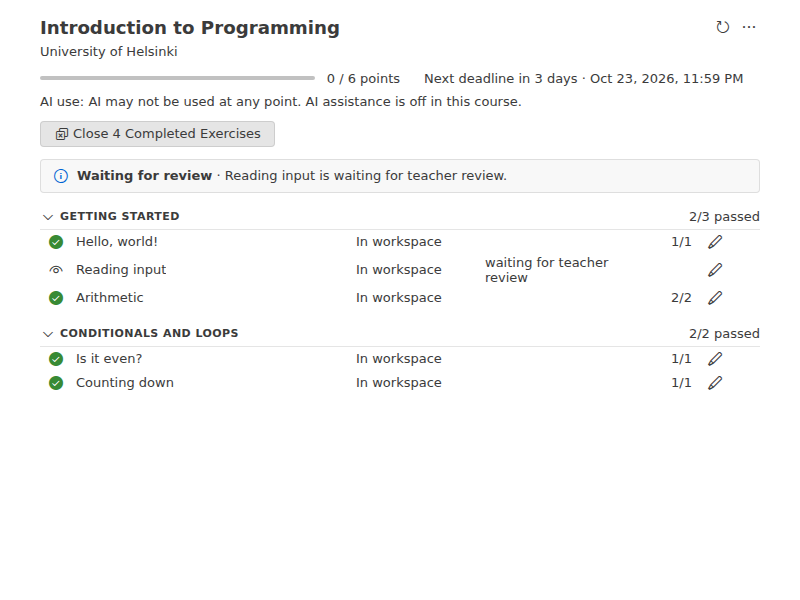 Introduction to Programming
University of Helsinki
0 / 6 points Next deadline in 3 days · Oct 23, 2026, 11:59 PM
AI use: AI may not be used at any point. AI assistance is off in this course.
Close 4 Completed Exercises
Waiting for review · Reading input is waiting for teacher review.
GETTING STARTED 2/3 passed
Hello, world! In workspace 1/1
Reading input In workspace waiting for teacher
review
Arithmetic In workspace 2/2
CONDITIONALS AND LOOPS 2/2 passed
Is it even? In workspace 1/1
Counting down In workspace 1/1